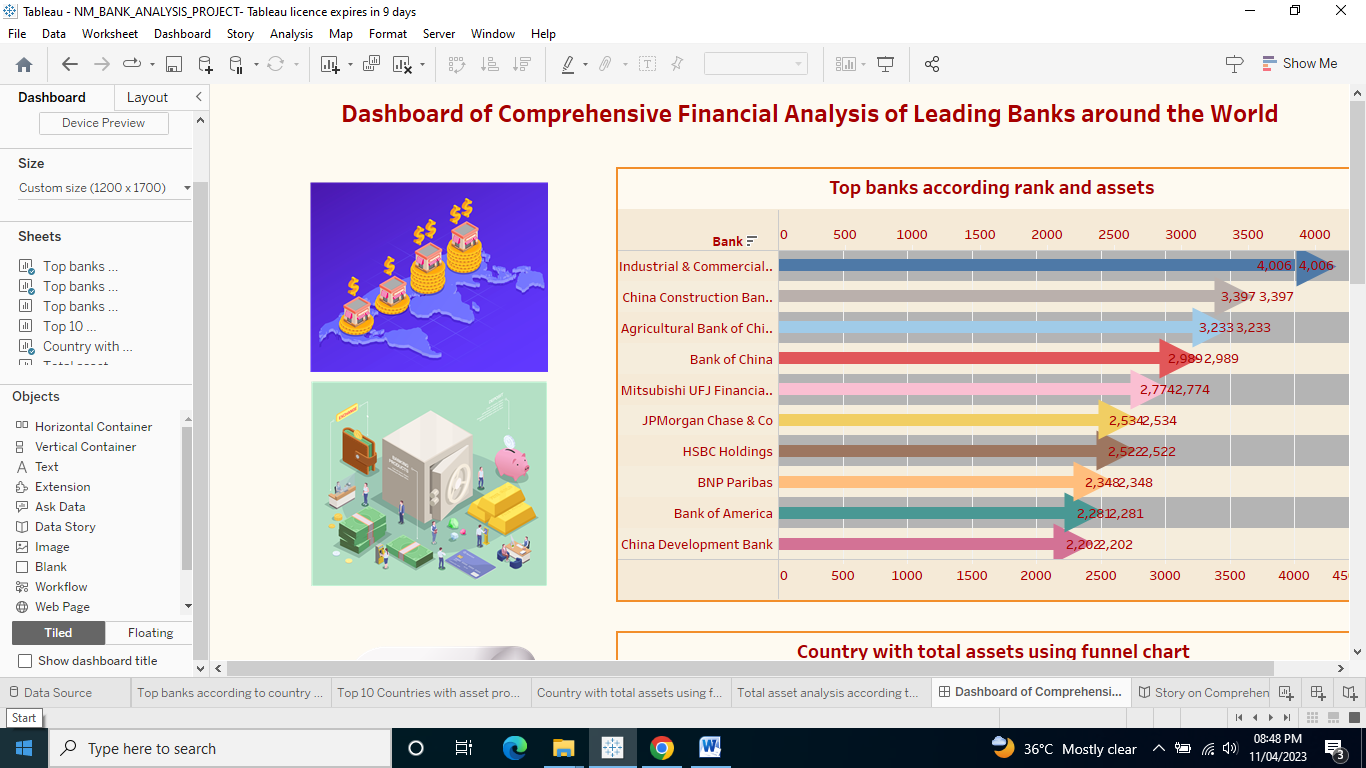 Tableau - NM_BANK_ANALYSIS_PROJECT- Tableau licence expires in 9 days
File Data Worksheet Dashboard Story Analysis Map Format Server Window Help
Show Me
Dashboard Layout
Device Preview
Size
Custom size (1200 x 1700)
Sheets
Top banks ...
Top banks ...
Top banks ...
Top 10 ...
Country with ...
Total asset
Objects
Horizontal Container
Vertical Container
Text
Extension
Ask Data
Data Story
Image
Blank
Workflow
Web Page
Tiled Floating
Show dashboard title
Dashboard of Comprehensive Financial Analysis of Leading Banks around the World
Top banks according rank and assets
Bank 0 500 1000 1500 2000 2500 3000 3500 4000
Industrial & Commercial.. 4,006 4,006
China Construction Ban.. 3,397 3,397
Agricultural Bank of Chi.. 3,233 3,233
Bank of China 2,989 2,989
Mitsubishi UFJ Financia.. 2,774 2,774
JPMorgan Chase & Co 2,534 2,534
HSBC Holdings 2,522 2,522
BNP Paribas 2,348 2,348
Bank of America 2,281 2,281
China Development Bank 2,202 2,202
0 500 1000 1500 2000 2500 3000 3500 4000 450
Country with total assets using funnel chart
Data Source Top banks according to country ... Top 10 Countries with asset pro... Country with total assets using f... Total asset analysis according t... Dashboard of Comprehensi... Story on Comprehen
Start
Type here to search
36°C Mostly clear
08:48 PM
11/04/2023
3